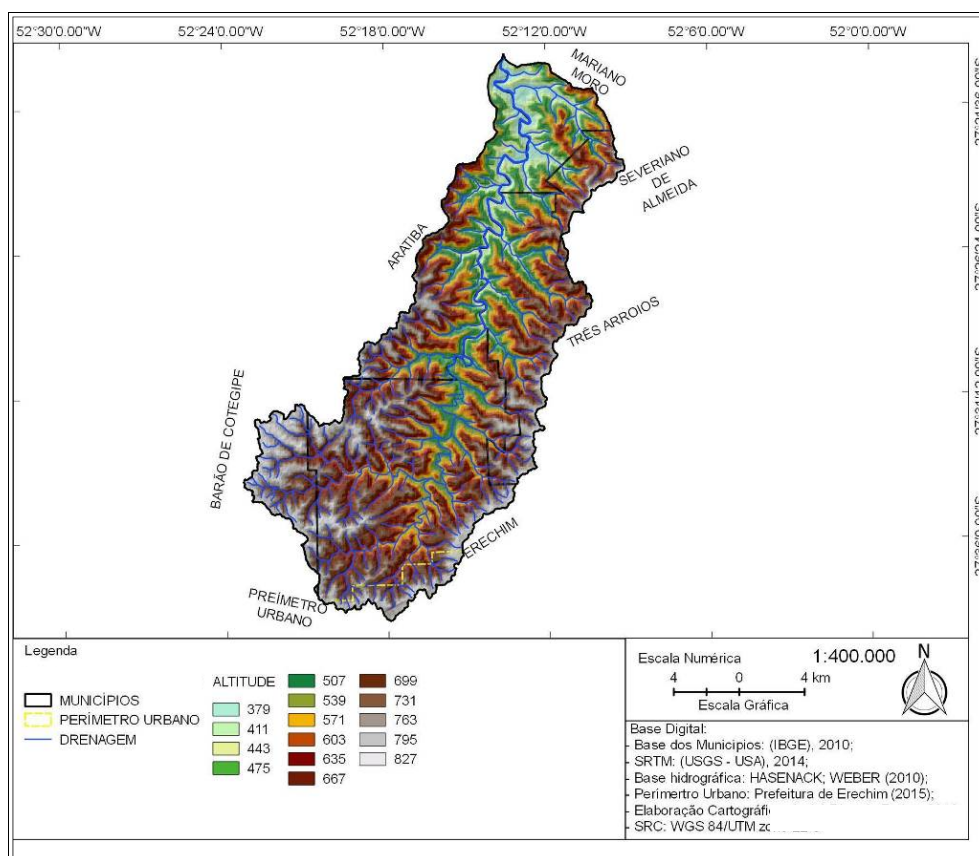 52°30'0.00"W 52°24'0.00"W 52°18'0.00"W 52°12'0.00"W 52°6'0.00"W 52°0'0.00"W
MARIANO
MORO
SEVERIANO
DE
ALMEIDA
ARATIBA
TRÊS ARROIOS
BARÃO DE COTEGIPE
ERECHIM
PREÍMETRO
URBANO
Legenda
MUNICÍPIOS
PERÍMETRO URBANO
DRENAGEM
ALTITUDE
379
411
443
475
507
539
571
603
635
667
699
731
763
795
827
Escala Numérica 1:400.000
N
4 0 4 km
Escala Gráfica
Base Digital:
- Base dos Municipios: (IBGE), 2010;
- SRTM: (USGS - USA), 2014;
- Base hidrográfica: HASENACK; WEBER (2010);
- Perímertro Urbano: Prefeitura de Erechim (2015);
- Elaboração
- SRC: WGS 84/UTM